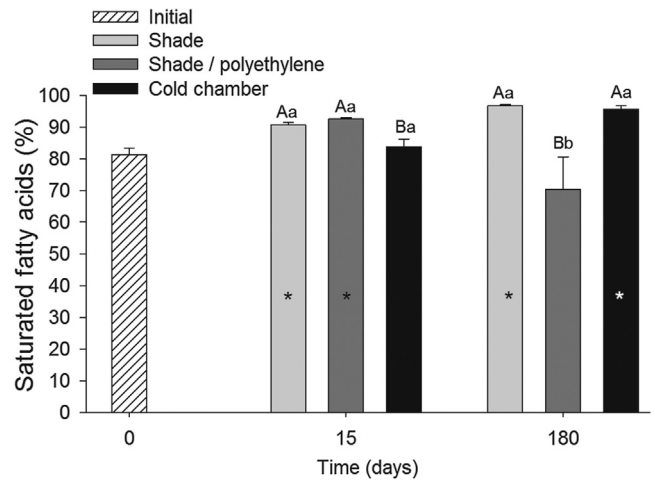 Initial
Shade
Shade / polyethylene
Cold chamber
Saturated fatty acids (%)
100
90
80
70
60
50
40
30
20
10
0
Aa
Aa
Ba
Aa
Bb
Aa
*
*
*
*
0
15
180
Time (days)